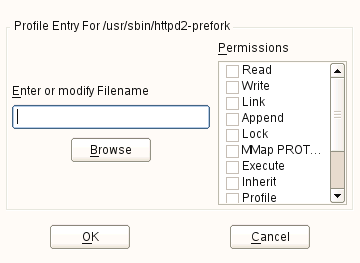 Profile Entry For /usr/sbin/httpd2-prefork
Permissions
Read
Write
Enter or modify Filename
Link
Append
Lock
Browse
MMap PROT...
Execute
Inherit
Profile
OK
Cancel